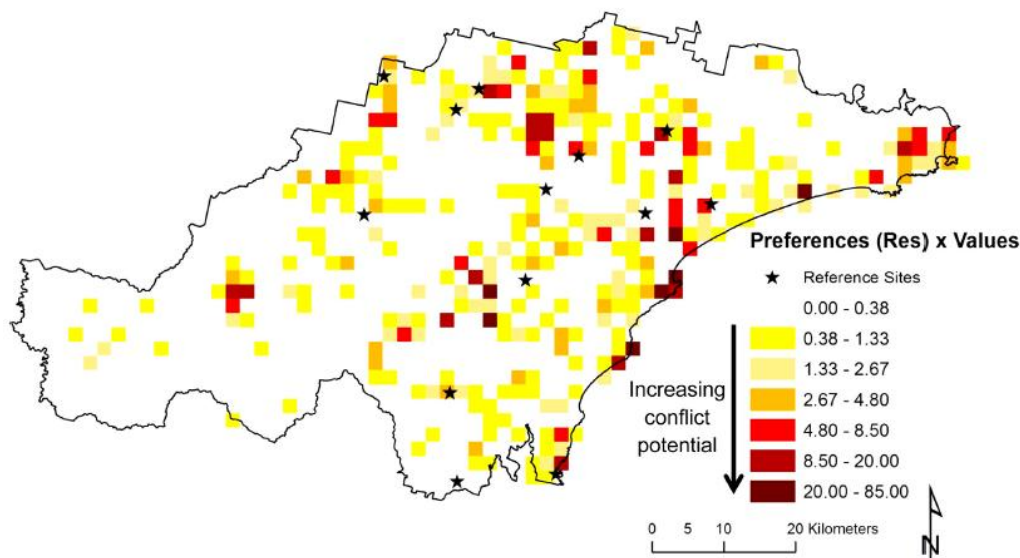 Preferences (Res) x Values
Reference Sites
0.00 - 0.38
0.38 - 1.33
1.33 - 2.67
2.67 - 4.80
4.80 - 8.50
8.50 - 20.00
20.00 - 85.00
Increasing
conflict
potential
0 5 10 20 Kilometers
N